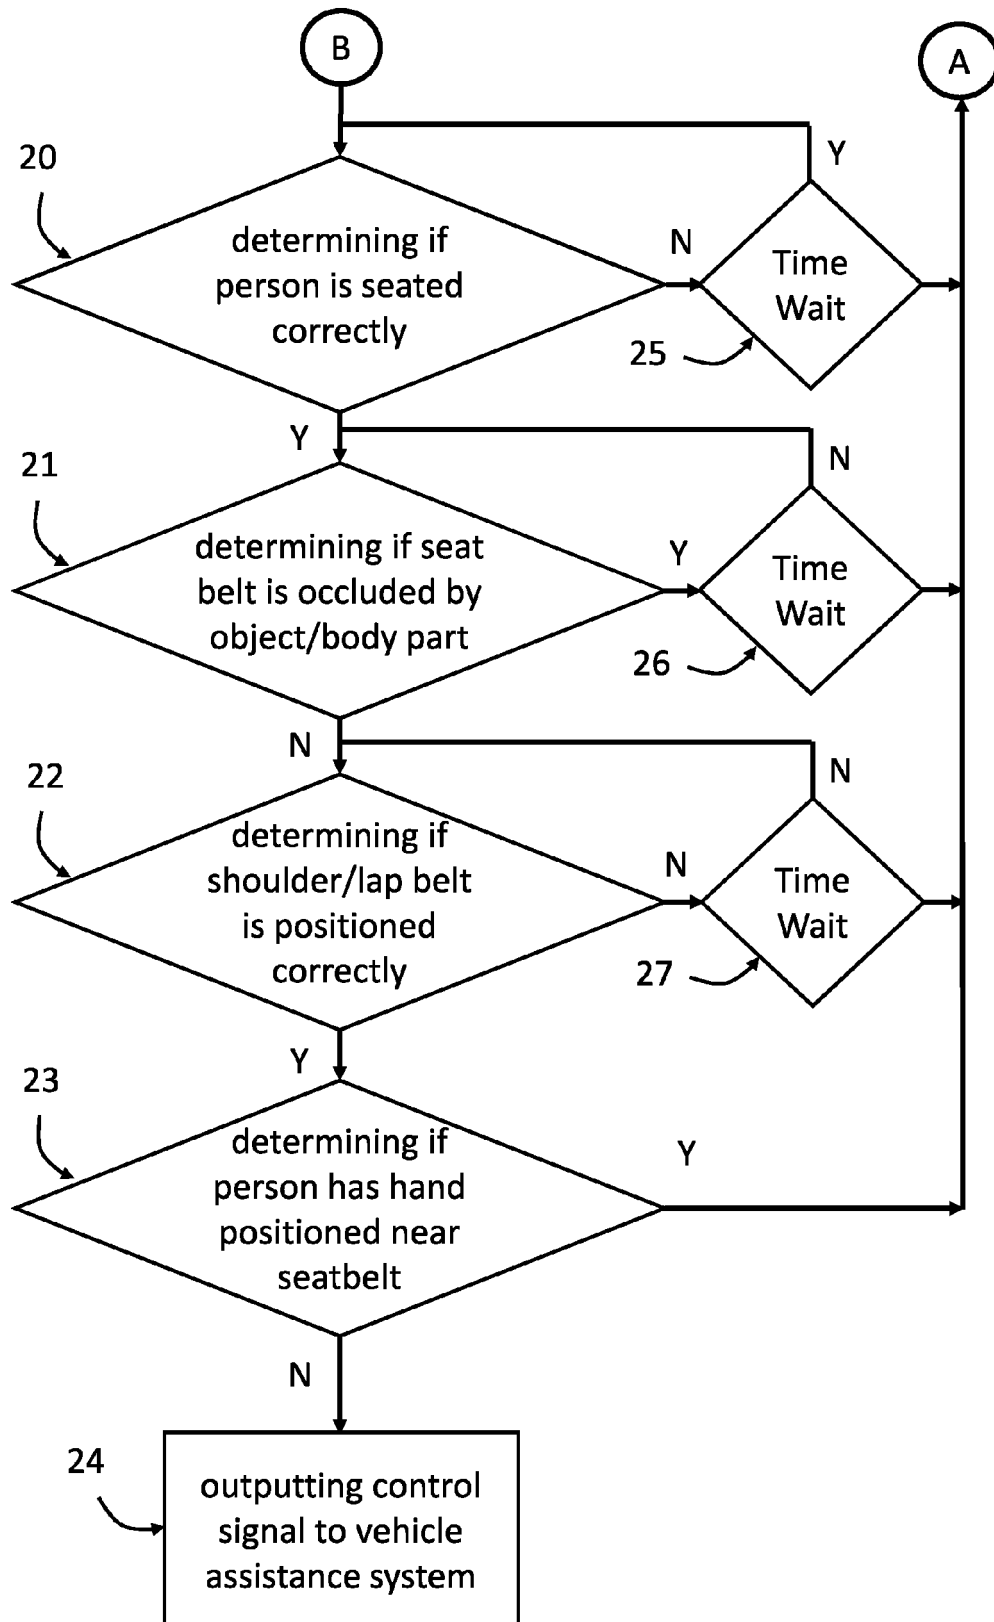 B
A
20
Y
determining if
person is seated
correctly
N
Time
Wait
25
Y
21
N
determining if seat
belt is occluded by
object/body part
Y
Time
Wait
26
N
22
N
determining if
shoulder/lap belt
is positioned
correctly
N
Time
Wait
27
Y
23
determining if
person has hand
positioned near
seatbelt
Y
N
24
outputting control
signal to vehicle
assistance system